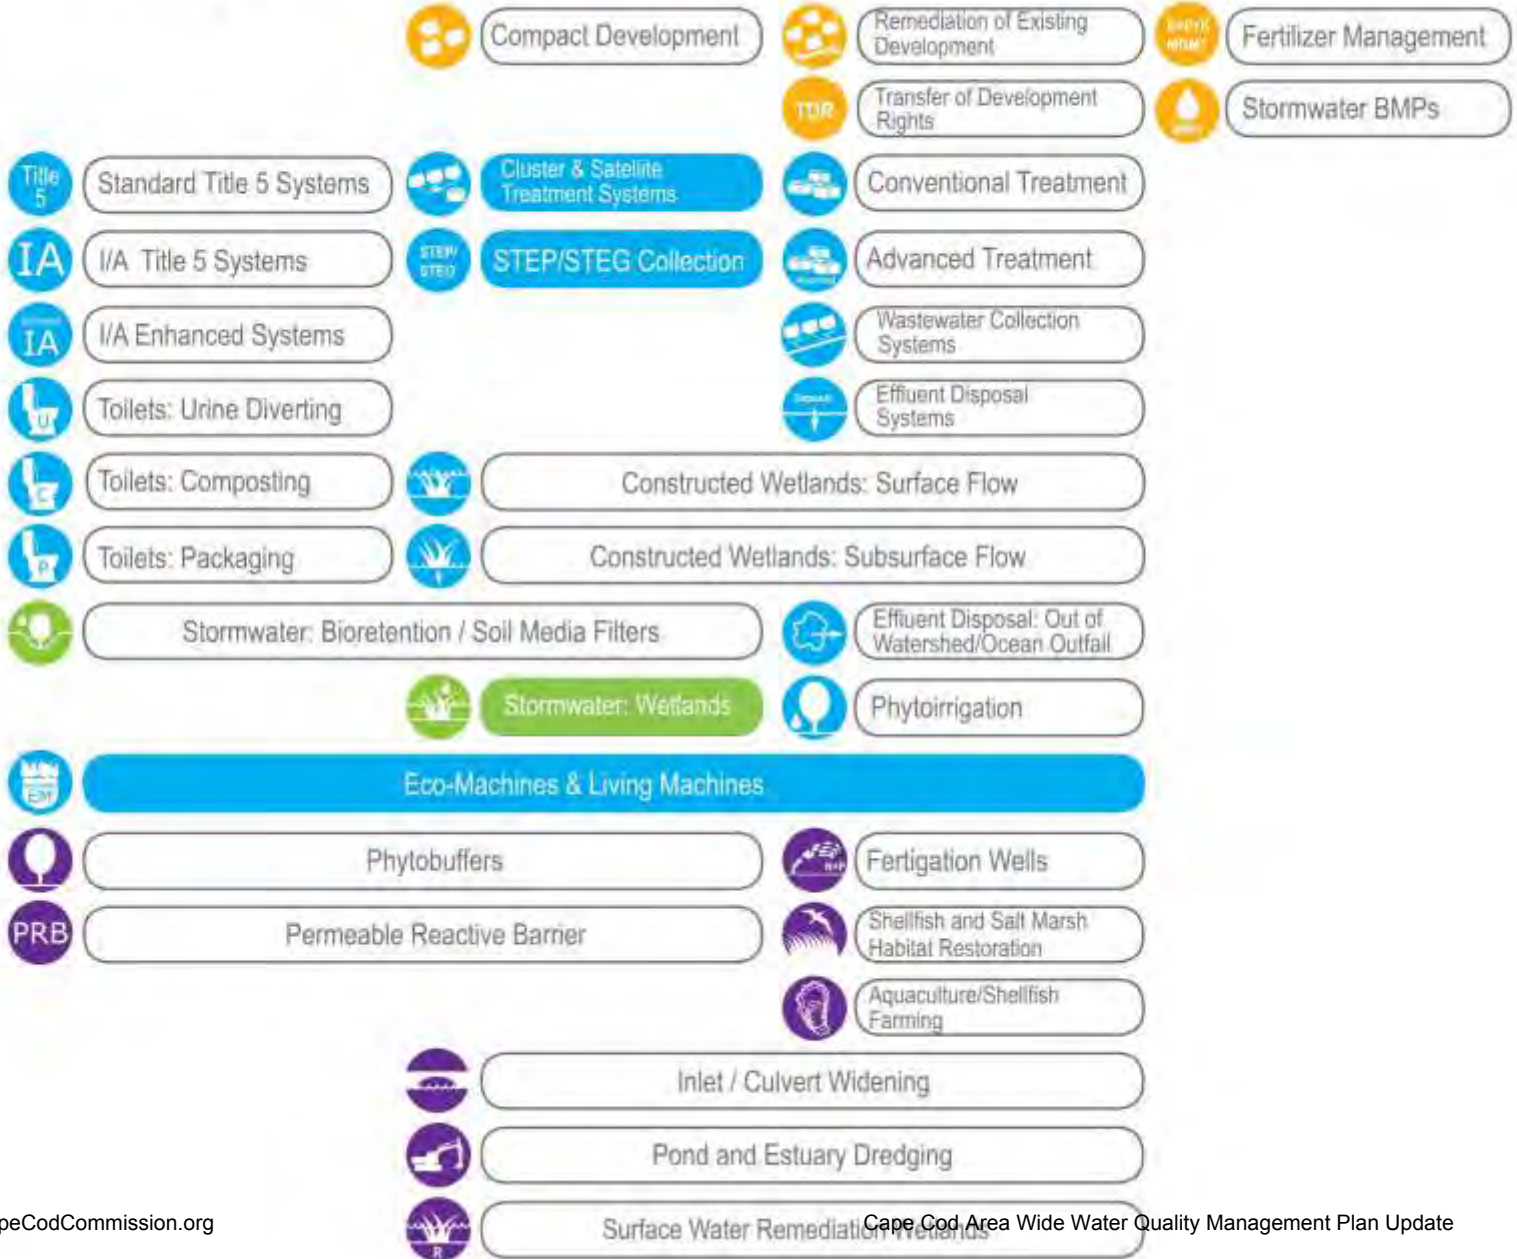 Compact Development
Remediation of Existing
Development
Fertilizer Management
TDR
Transfer of Development
Rights
Stormwater BMPs
Title
5
Standard Title 5 Systems
Cluster & Satellite
Treatment Systems
Conventional Treatment
IA
I/A Title 5 Systems
STEP/
STEG
STEP/STEG Collection
Advanced Treatment
IA
I/A Enhanced Systems
Wastewater Collection
Systems
U
Toilets: Urine Diverting
Effluent Disposal
Systems
C
Toilets: Composting
Constructed Wetlands: Surface Flow
P
Toilets: Packaging
Constructed Wetlands: Subsurface Flow
Stormwater: Bioretention / Soil Media Filters
Effluent Disposal: Out of
Watershed/Ocean Outfall
Stormwater: Wetlands
Phytoirrigation
EM
Eco-Machines & Living Machines
Phytobuffers
Fertigation Wells
PRB
Permeable Reactive Barrier
Shellfish and Salt Marsh
Habitat Restoration
Aquaculture/Shellfish
Farming
Inlet / Culvert Widening
Pond and Estuary Dredging
R
Surface Water Remediation Wetlands
peCodCommission.org
Cape Cod Area Wide Water Quality Management Plan Update